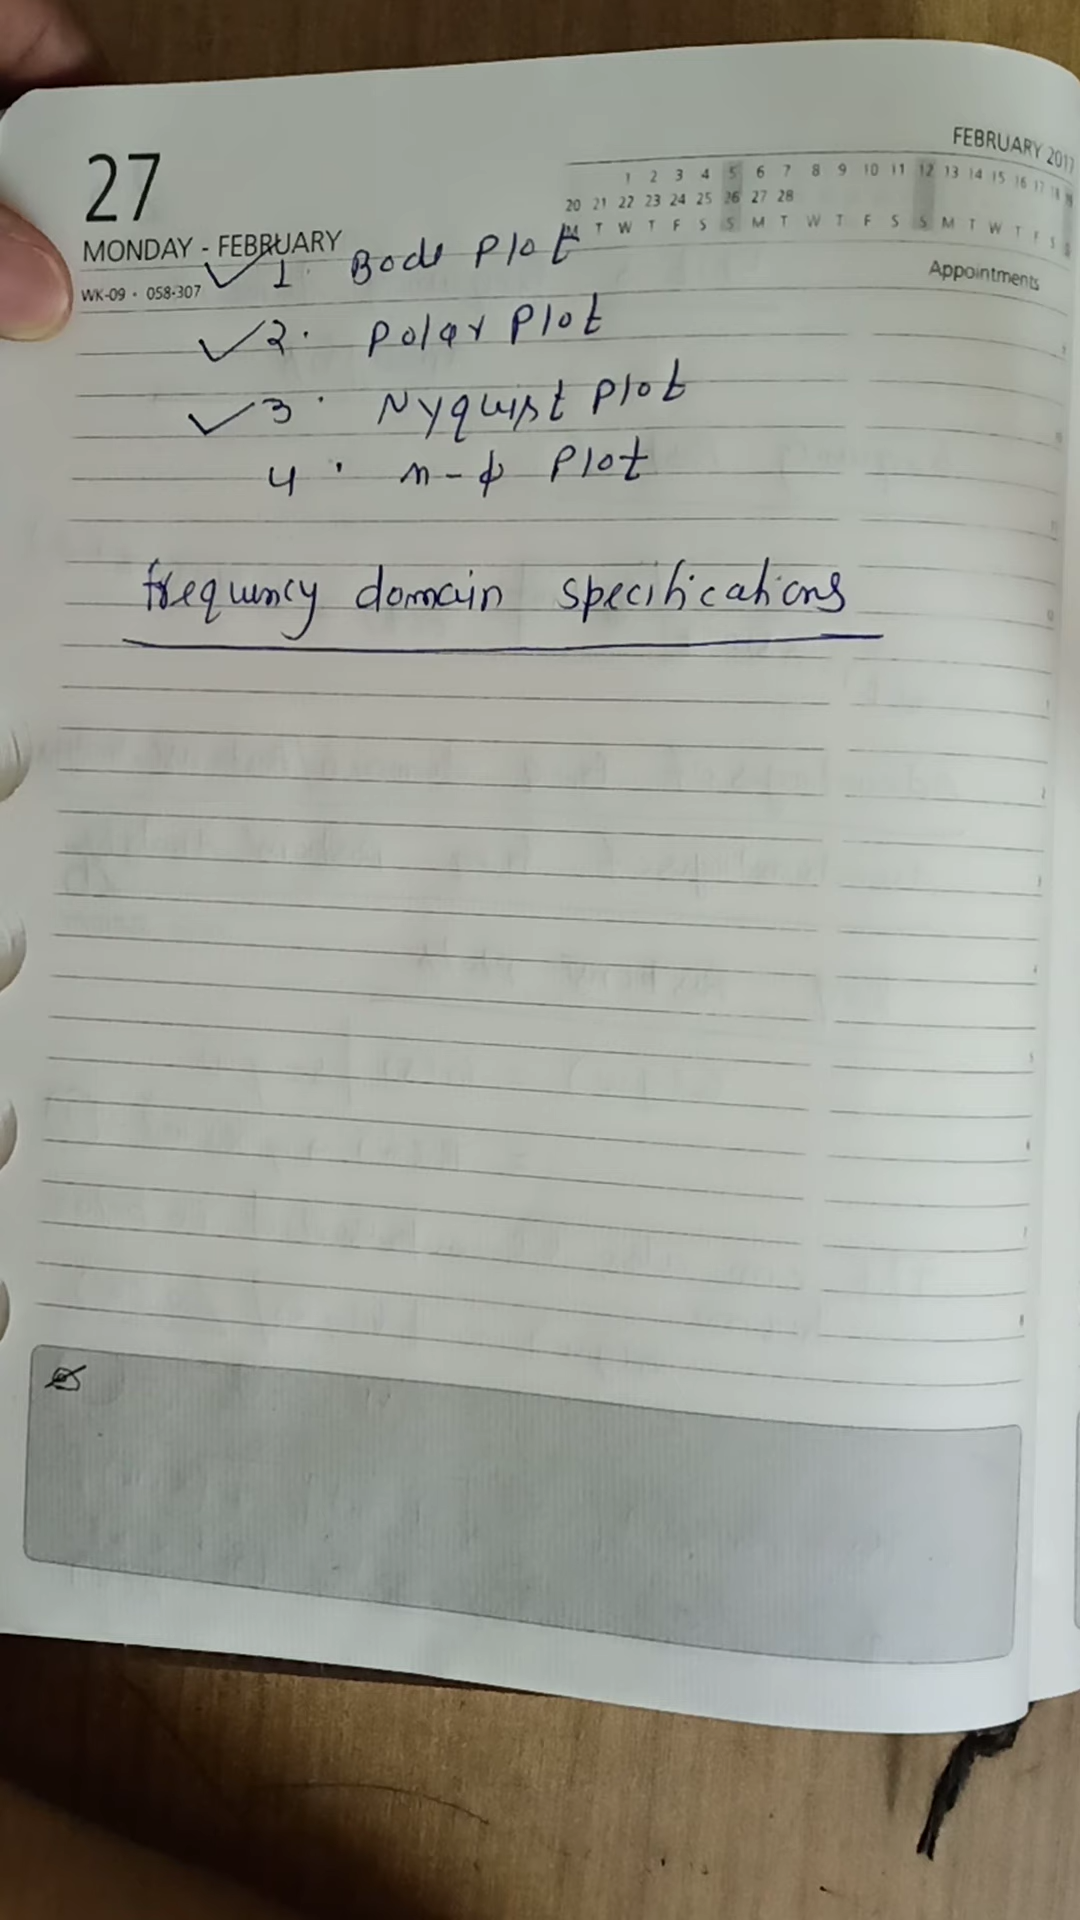 27
MONDAY - FEBRUARY
WK-09 • 058-307
FEBRUARY 2017
1 2 3 4 5 6 7 8 9 10 11 12 13 14 15 16 17 18 19
20 21 22 23 24 25 26 27 28
M T W T F S S M T W T F S S M T W T F S S
Appointments
1. Bode Plot
2. Polar Plot
3. Nyquist Plot
4. M-ϕ Plot
frequency domain specifications